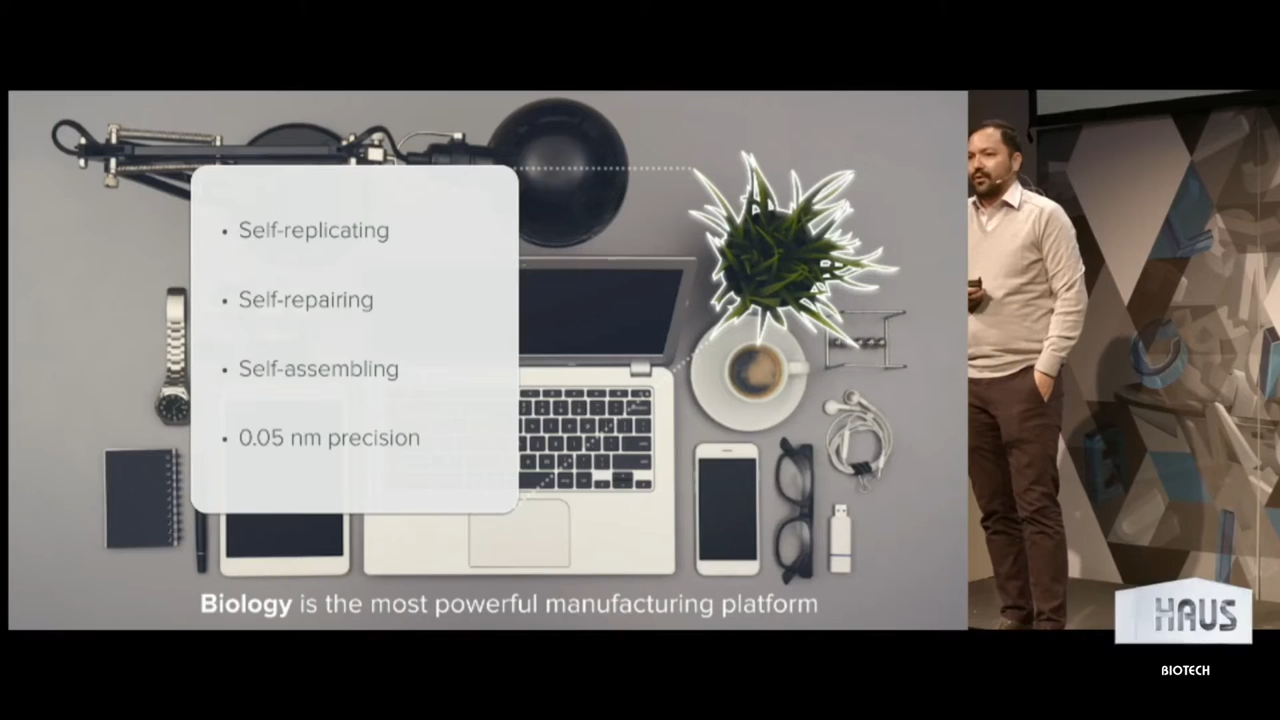 • Self-replicating
• Self-repairing
• Self-assembling
• 0.05 nm precision
Biology is the most powerful manufacturing platform
HAUS
BIOTECH